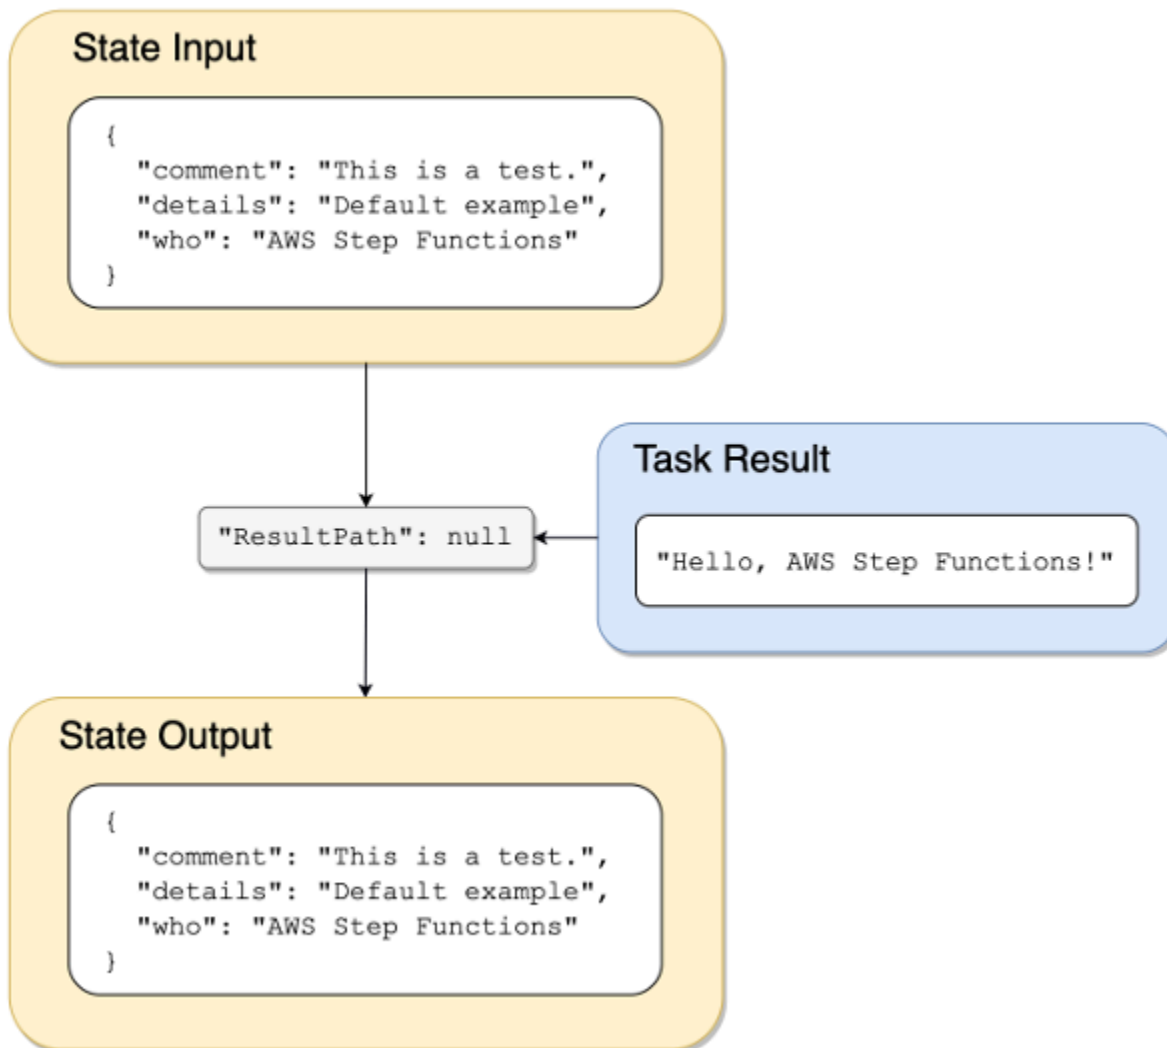 State Input
{
  "comment": "This is a test.",
  "details": "Default example",
  "who": "AWS Step Functions"
}
Task Result
"ResultPath": null
"Hello, AWS Step Functions!"
State Output
{
  "comment": "This is a test.",
  "details": "Default example",
  "who": "AWS Step Functions"
}